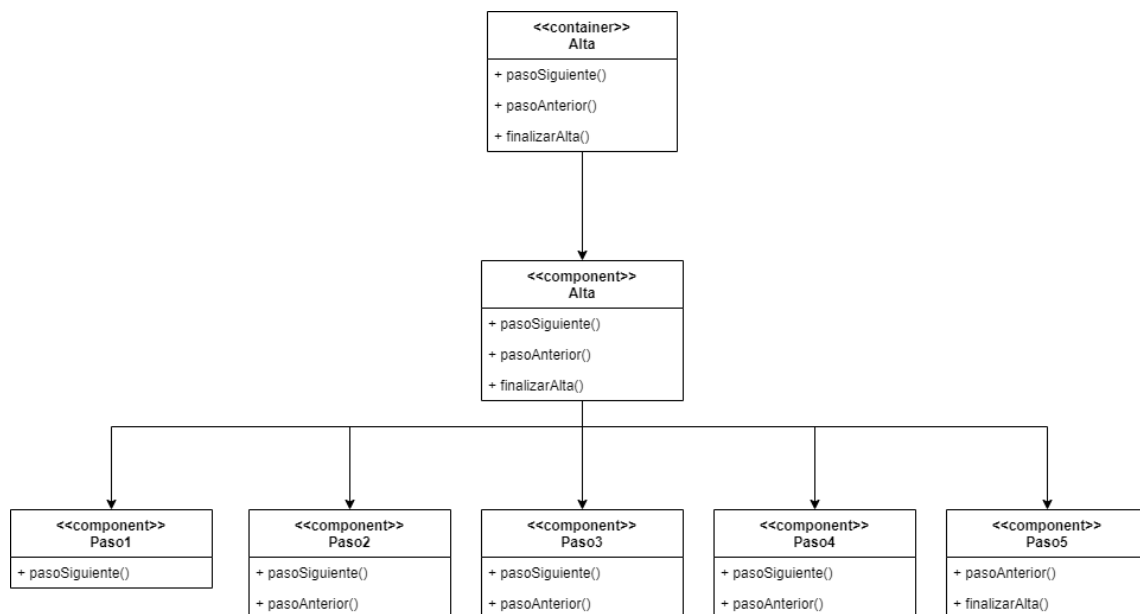 <<container>>
Alta
+ pasoSiguiente()
+ pasoAnterior()
+ finalizarAlta()
<<component>>
Alta
+ pasoSiguiente()
+ pasoAnterior()
+ finalizarAlta()
<<component>>
Paso1
+ pasoSiguiente()
<<component>>
Paso2
+ pasoSiguiente()
+ pasoAnterior()
<<component>>
Paso3
+ pasoSiguiente()
+ pasoAnterior()
<<component>>
Paso4
+ pasoSiguiente()
+ pasoAnterior()
<<component>>
Paso5
+ pasoAnterior()
+ finalizarAlta()